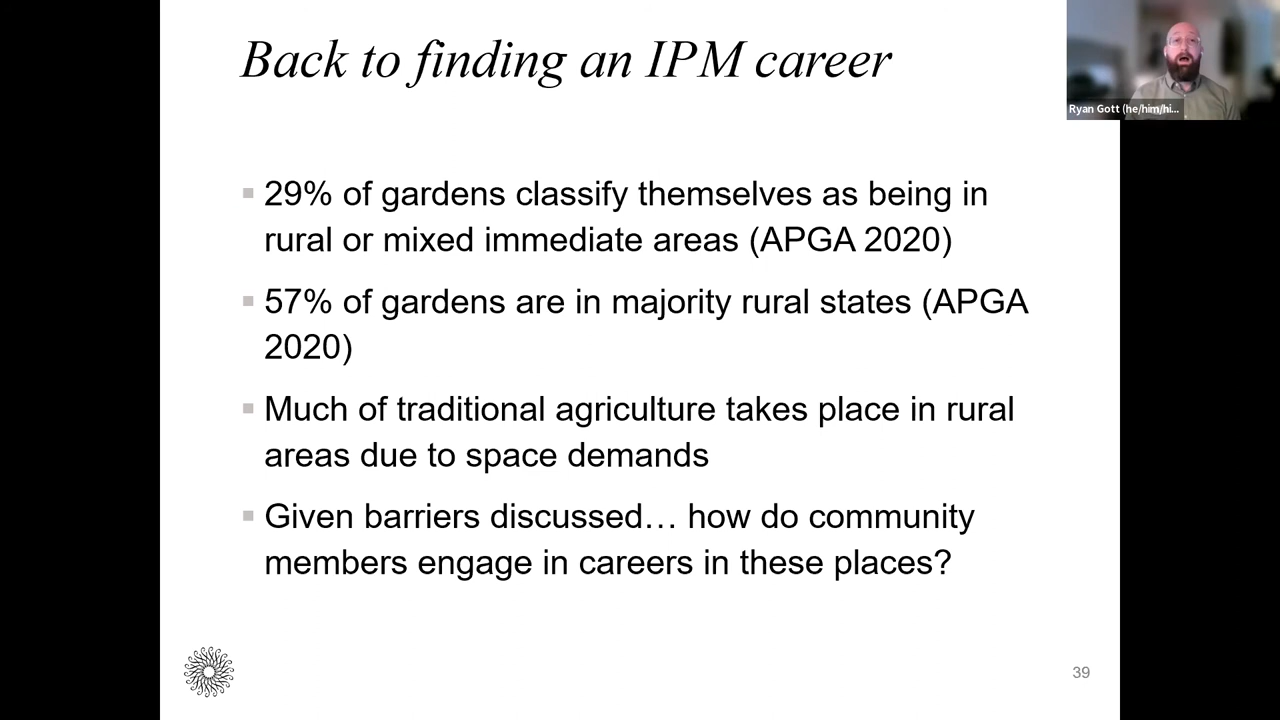 Back to finding an IPM career
Ryan Gott (he/him/hi...
29% of gardens classify themselves as being in
rural or mixed immediate areas (APGA 2020)
57% of gardens are in majority rural states (APGA
2020)
Much of traditional agriculture takes place in rural
areas due to space demands
Given barriers discussed… how do community
members engage in careers in these places?
39